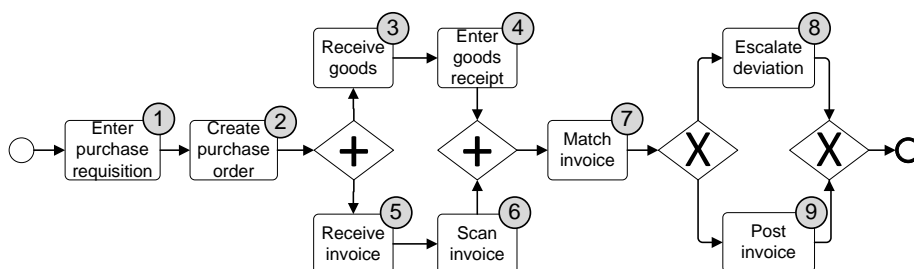 1
Enter
purchase
requisition
2
Create
purchase
order
3
Receive
goods
4
Enter
goods
receipt
5
Receive
invoice
6
Scan
invoice
7
Match
invoice
8
Escalate
deviation
9
Post
invoice